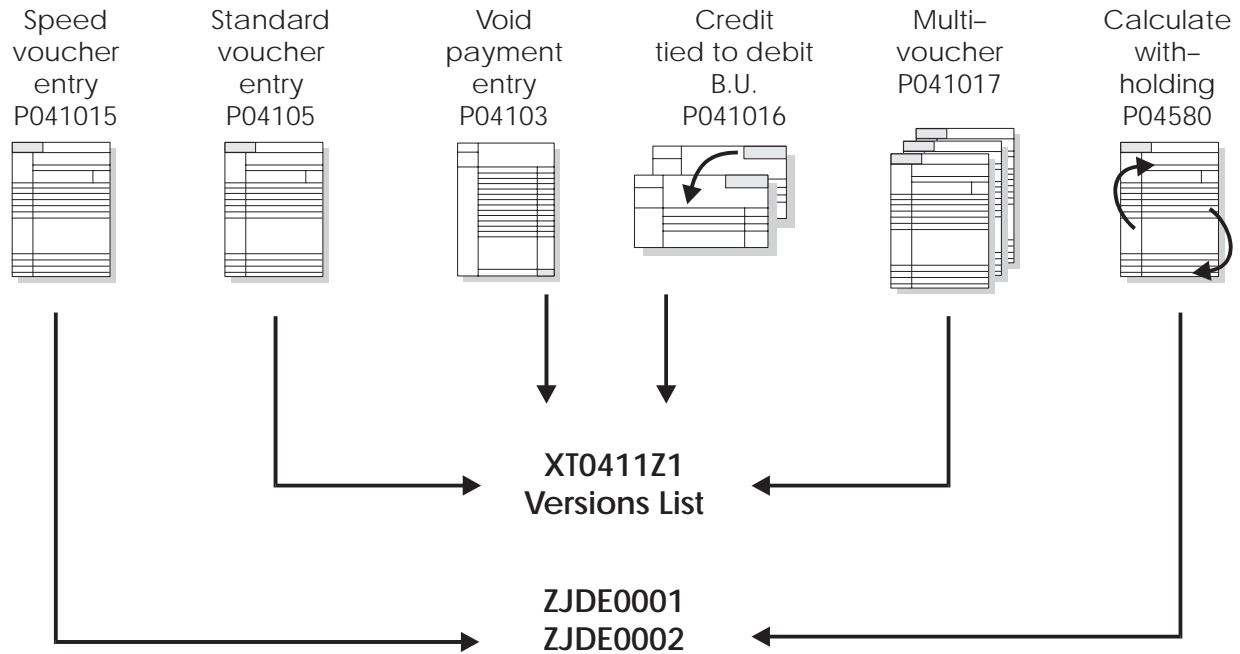 Speed
voucher
entry
P041015
Standard
voucher
entry
P04105
Void
payment
entry
P04103
Credit
tied to debit
B.U.
P041016
Multi–
voucher
P041017
Calculate
with–
holding
P04580
XT0411Z1
Versions List
ZJDE0001
ZJDE0002